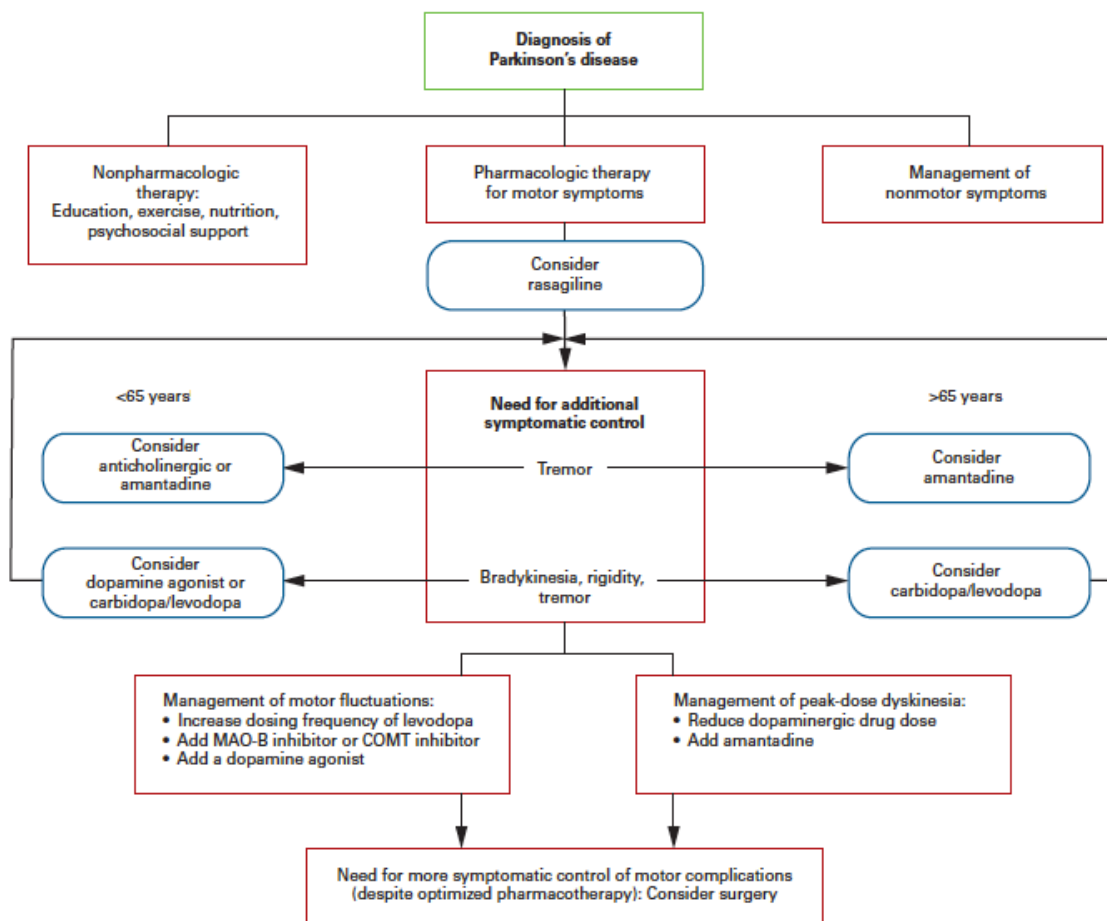 Diagnosis of
Parkinson's disease
Nonpharmacologic
therapy:
Education, exercise, nutrition,
psychosocial support
Pharmacologic therapy
for motor symptoms
Management of
nonmotor symptoms
Consider
rasagiline
<65 years
Need for additional
symptomatic control
>65 years
Consider
anticholinergic or
amantadine
Tremor
Consider
amantadine
Consider
dopamine agonist or
carbidopa/levodopa
Bradykinesia, rigidity,
tremor
Consider
carbidopa/levodopa
Management of motor fluctuations:
• Increase dosing frequency of levodopa
• Add MAO-B inhibitor or COMT inhibitor
• Add a dopamine agonist
Management of peak-dose dyskinesia:
• Reduce dopaminergic drug dose
• Add amantadine
Need for more symptomatic control of motor complications
(despite optimized pharmacotherapy): Consider surgery